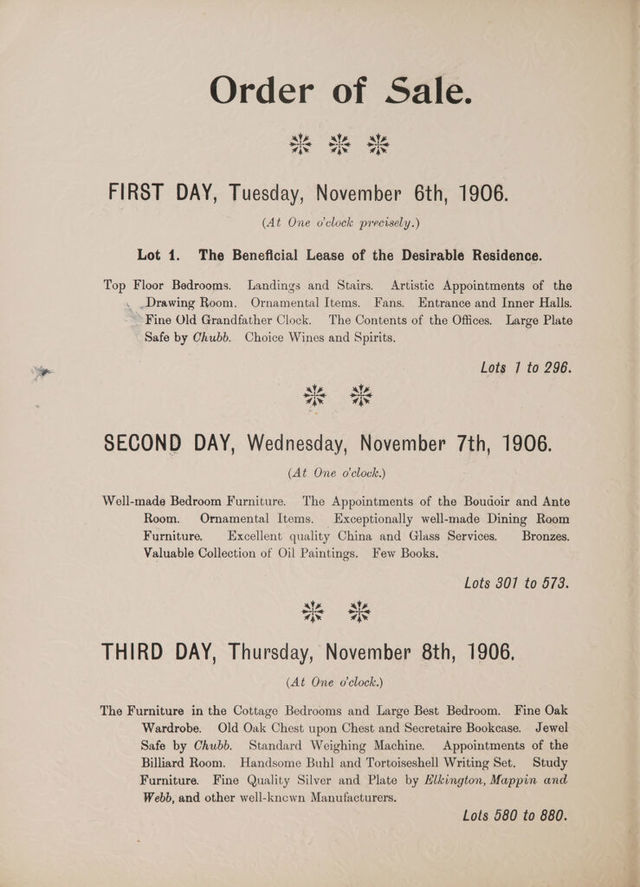 Order of Sale.
FIRST DAY, Tuesday, November 6th, 1906.
(At One o'clock precisely.)
Lot 1. The Beneficial Lease of the Desirable Residence.
Top Floor Bedrooms. Landings and Stairs. Artistic Appointments of the
Drawing Room. Ornamental Items. Fans. Entrance and Inner Halls.
Fine Old Grandfather Clock. The Contents of the Offices. Large Plate
Safe by Chubb. Choice Wines and Spirits.
Lots 1 to 296.
SECOND DAY, Wednesday, November 7th, 1906.
(At One o'clock.)
Well-made Bedroom Furniture. The Appointments of the Boudoir and Ante
Room. Ornamental Items. Exceptionally well-made Dining Room
Furniture. Excellent quality China and Glass Services. Bronzes.
Valuable Collection of Oil Paintings. Few Books.
Lots 301 to 573.
THIRD DAY, Thursday, November 8th, 1906.
(At One o'clock.)
The Furniture in the Cottage Bedrooms and Large Best Bedroom. Fine Oak
Wardrobe. Old Oak Chest upon Chest and Secretaire Bookcase. Jewel
Safe by Chubb. Standard Weighing Machine. Appointments of the
Billiard Room. Handsome Buhl and Tortoiseshell Writing Set. Study
Furniture. Fine Quality Silver and Plate by Elkington, Mappin and
Webb, and other well-known Manufacturers.
Lots 580 to 880.